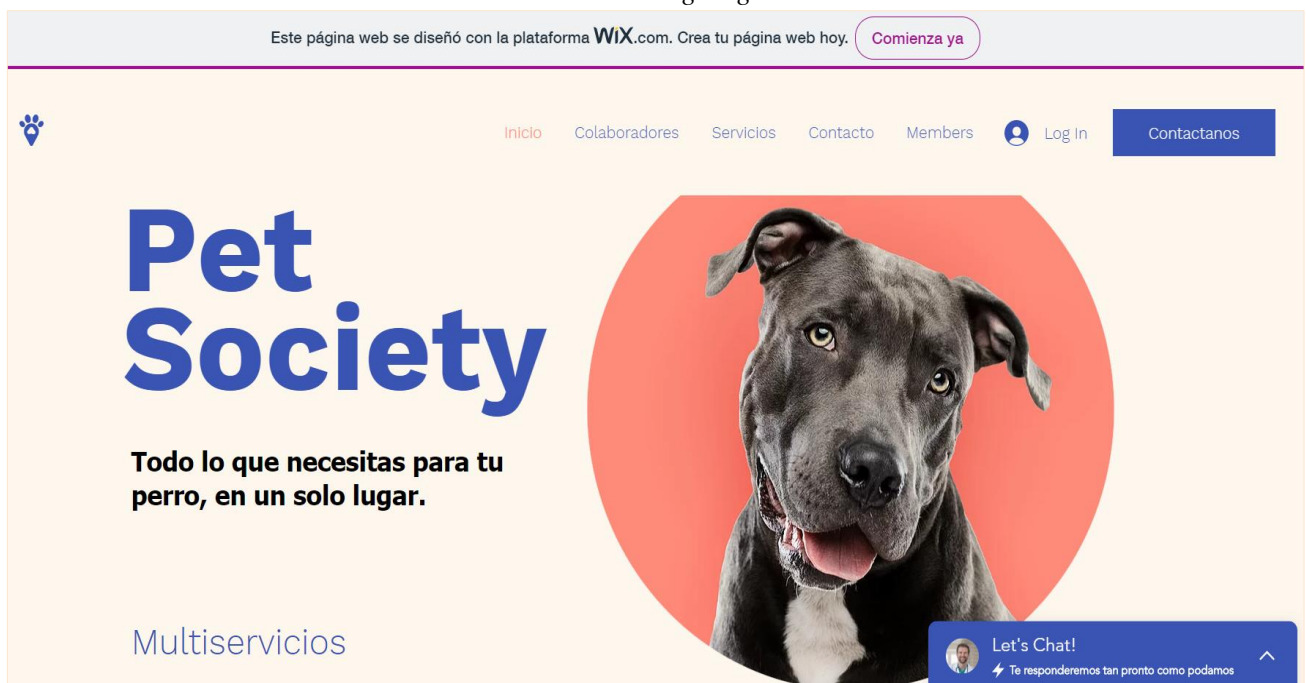 Este página web se diseñó con la plataforma WiX.com. Crea tu página web hoy. Comienza ya
Inicio Colaboradores Servicios Contacto Members Log In Contactanos
Pet
Society
Todo lo que necesitas para tu
perro, en un solo lugar.
Multiservicios
Let's Chat!
Te responderemos tan pronto como podamos